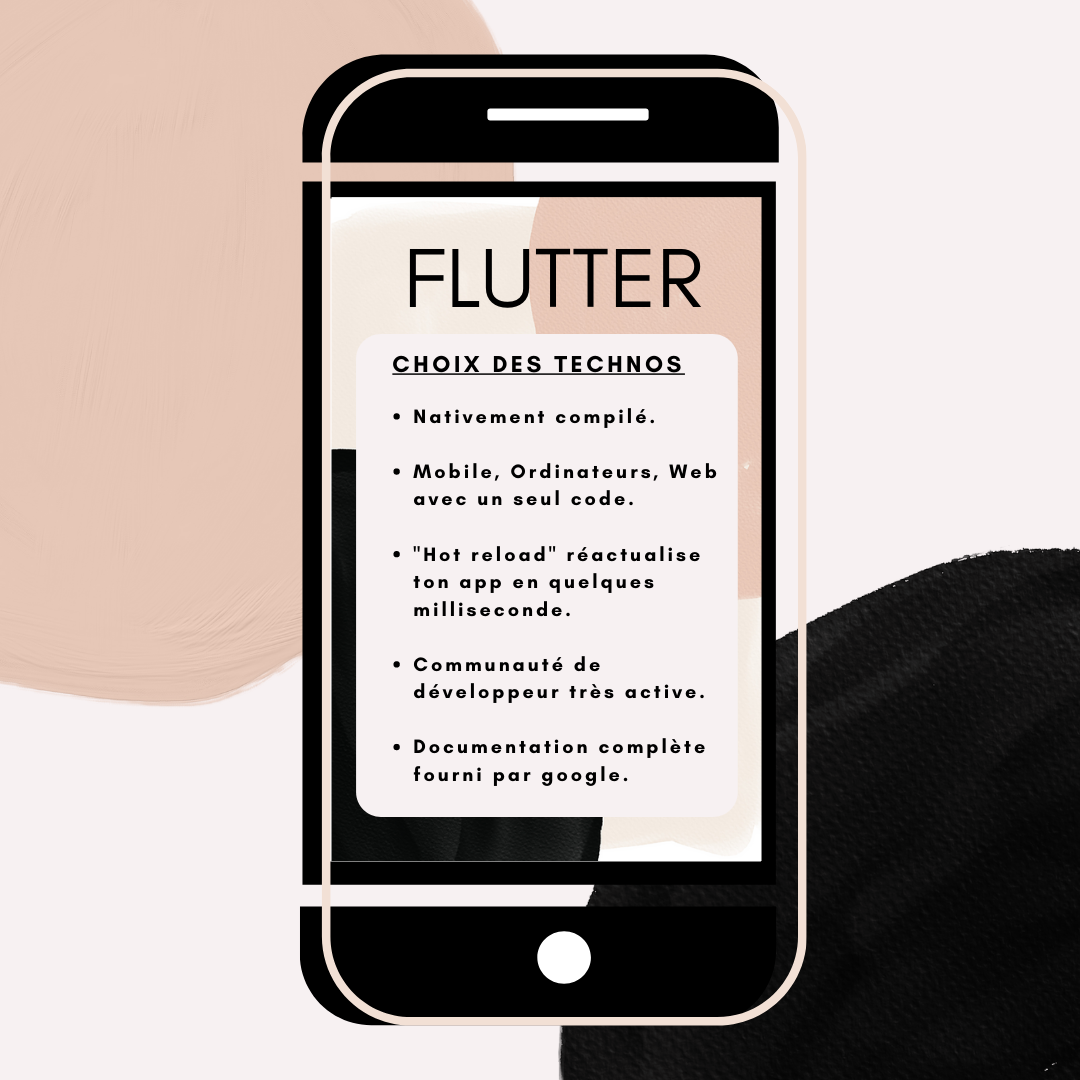 FLUTTER
CHOIX DES TECHNOS
• Nativement compilé.
• Mobile, Ordinateurs, Web
avec un seul code.
• "Hot reload" réactualise
ton app en quelques
milliseconde.
• Communauté de
développeur très active.
• Documentation complète
fourni par google.